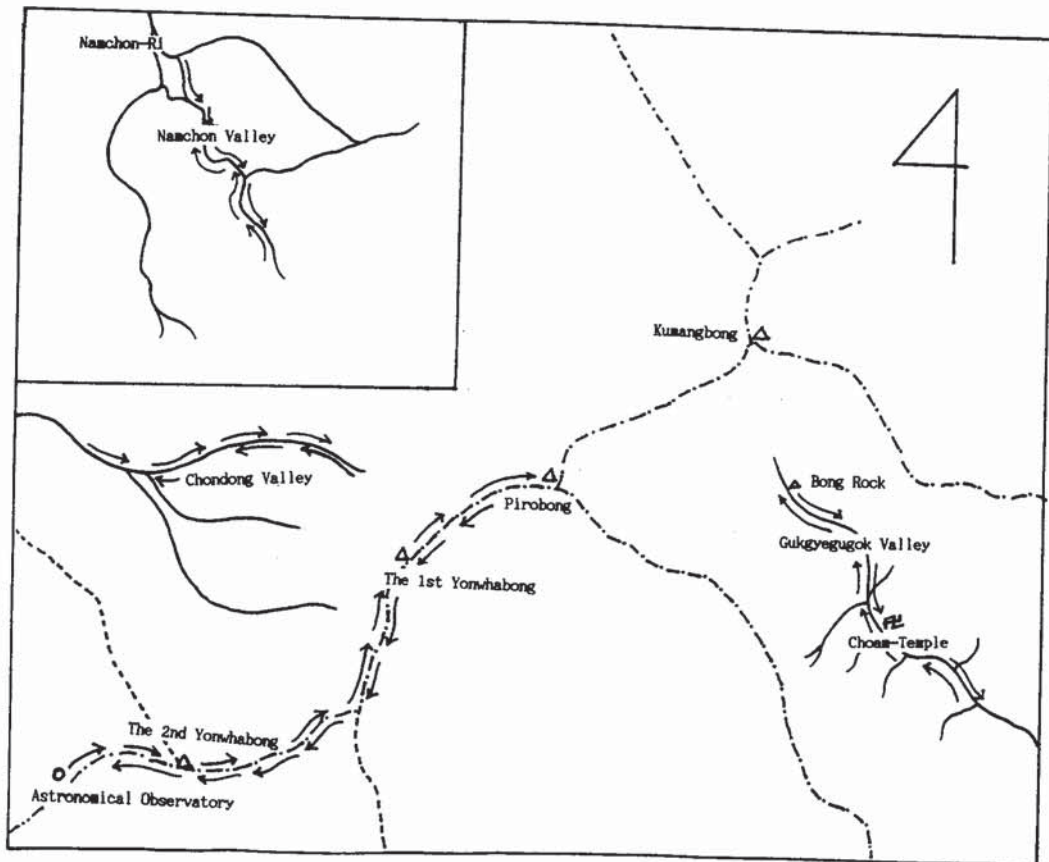 Namchon-Ri
Namchon Valley
Kumangbong
Chondong Valley
Pirobong
Bong Rock
Gukgyegugok Valley
The 1st Yonwhabong
Choam-Temple
The 2nd Yonwhabong
Astronomical Observatory